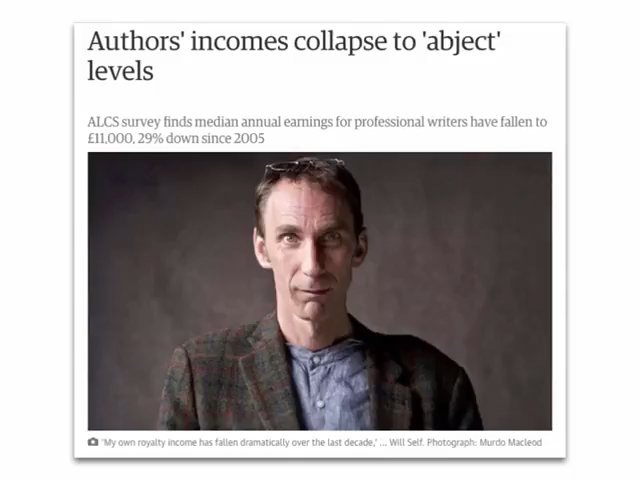 Authors' incomes collapse to 'abject'
levels
ALCS survey finds median annual earnings for professional writers have fallen to
£11,000, 29% down since 2005
'My own royalty income has fallen dramatically over the last decade,' ... Will Self. Photograph: Murdo Macleod